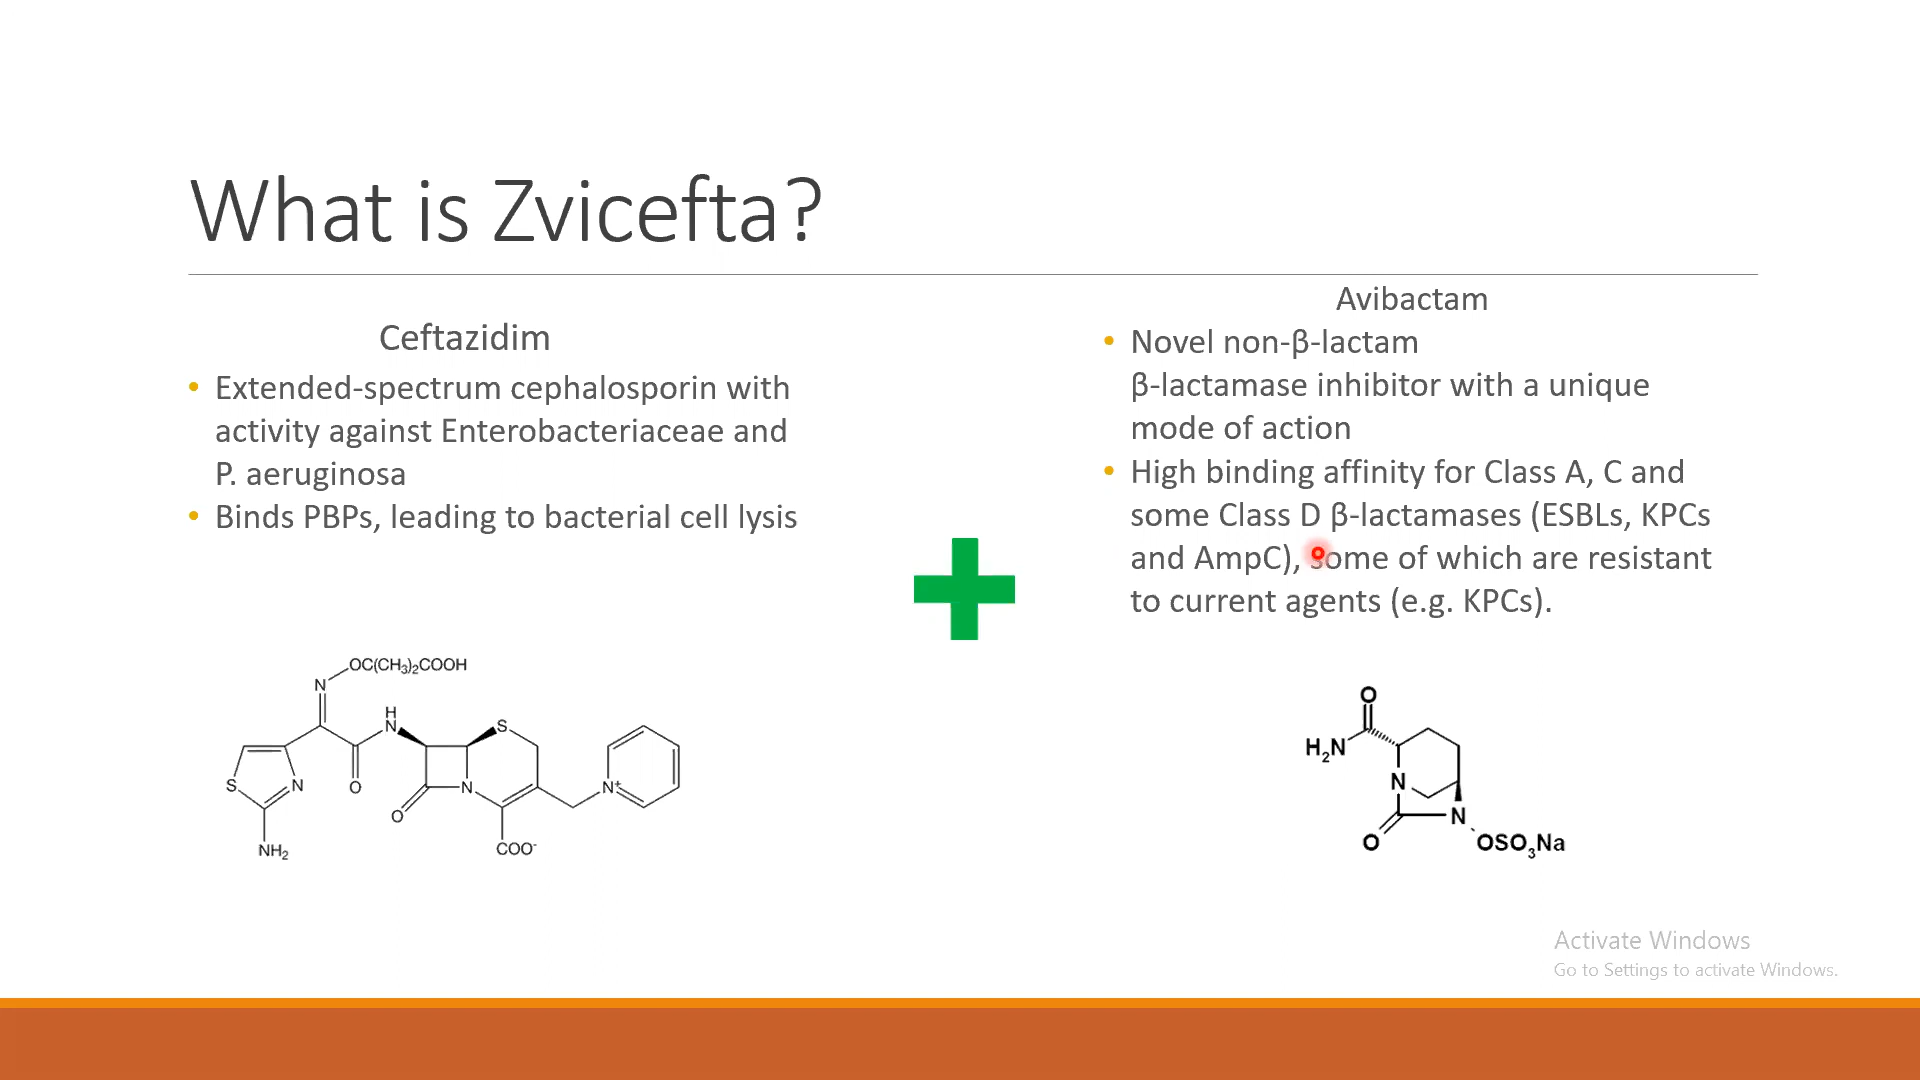 What is Zvicefta?
Ceftazidim
• Extended-spectrum cephalosporin with
activity against Enterobacteriaceae and
P. aeruginosa
• Binds PBPs, leading to bacterial cell lysis
Avibactam
• Novel non-β-lactam
β-lactamase inhibitor with a unique
mode of action
• High binding affinity for Class A, C and
some Class D β-lactamases (ESBLs, KPCs
and AmpC), some of which are resistant
to current agents (e.g. KPCs).
OC(CH₃)₂COOH
N
H
N
S
S
N
O
N
N⁺
O
NH₂
COO⁻
O
H₂N
N
N
O
OSO₃Na
Activate Windows
Go to Settings to activate Windows.